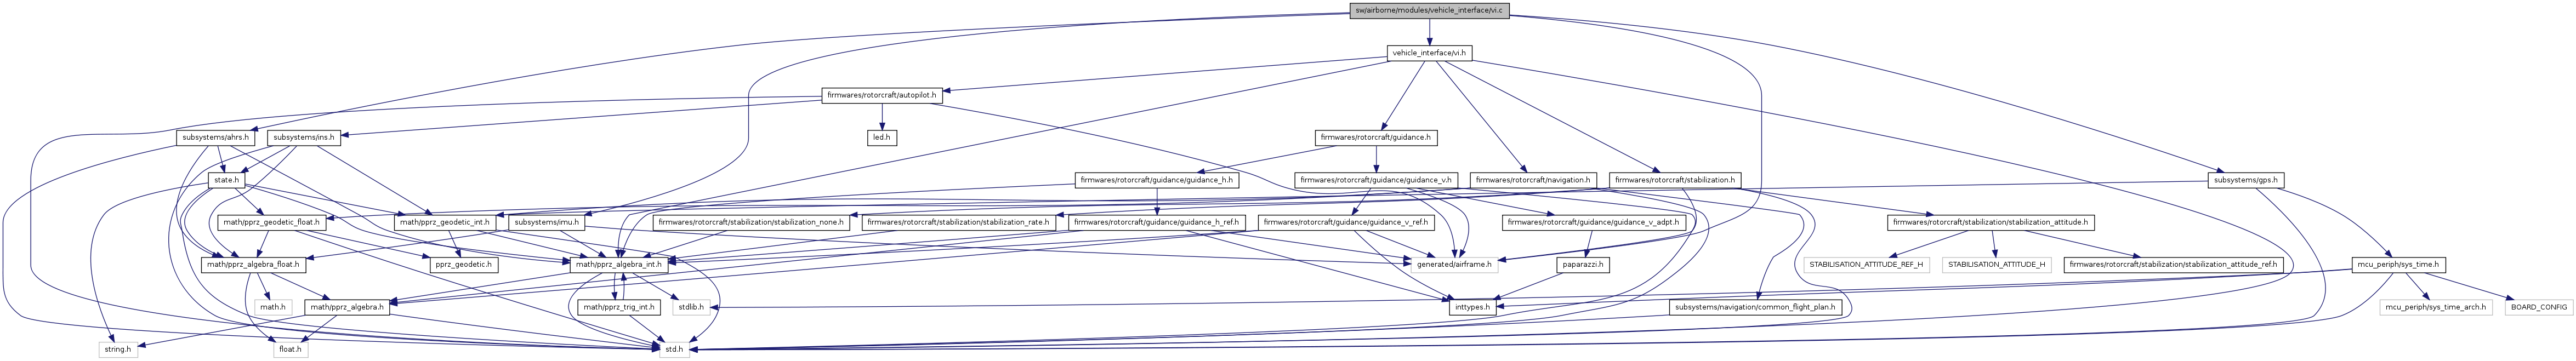 sw/airborne/modules/vehicle_interface/vi.c
vehicle_interface/vi.h
firmwares/rotorcraft/autopilot.h
subsystems/ahrs.h
subsystems/ins.h
led.h
firmwares/rotorcraft/guidance.h
state.h
firmwares/rotorcraft/guidance/guidance_h.h
firmwares/rotorcraft/guidance/guidance_v.h
firmwares/rotorcraft/navigation.h
firmwares/rotorcraft/stabilization.h
subsystems/gps.h
math/pprz_geodetic_float.h
math/pprz_geodetic_int.h
subsystems/imu.h
firmwares/rotorcraft/stabilization/stabilization_none.h
firmwares/rotorcraft/stabilization/stabilization_rate.h
firmwares/rotorcraft/guidance/guidance_h_ref.h
firmwares/rotorcraft/guidance/guidance_v_ref.h
firmwares/rotorcraft/guidance/guidance_v_adpt.h
firmwares/rotorcraft/stabilization/stabilization_attitude.h
math/pprz_algebra_float.h
pprz_geodetic.h
math/pprz_algebra_int.h
generated/airframe.h
paparazzi.h
STABILISATION_ATTITUDE_REF_H
STABILISATION_ATTITUDE_H
firmwares/rotorcraft/stabilization/stabilization_attitude_ref.h
mcu_periph/sys_time.h
math.h
math/pprz_algebra.h
math/pprz_trig_int.h
stdlib.h
inttypes.h
subsystems/navigation/common_flight_plan.h
mcu_periph/sys_time_arch.h
BOARD_CONFIG
string.h
float.h
std.h